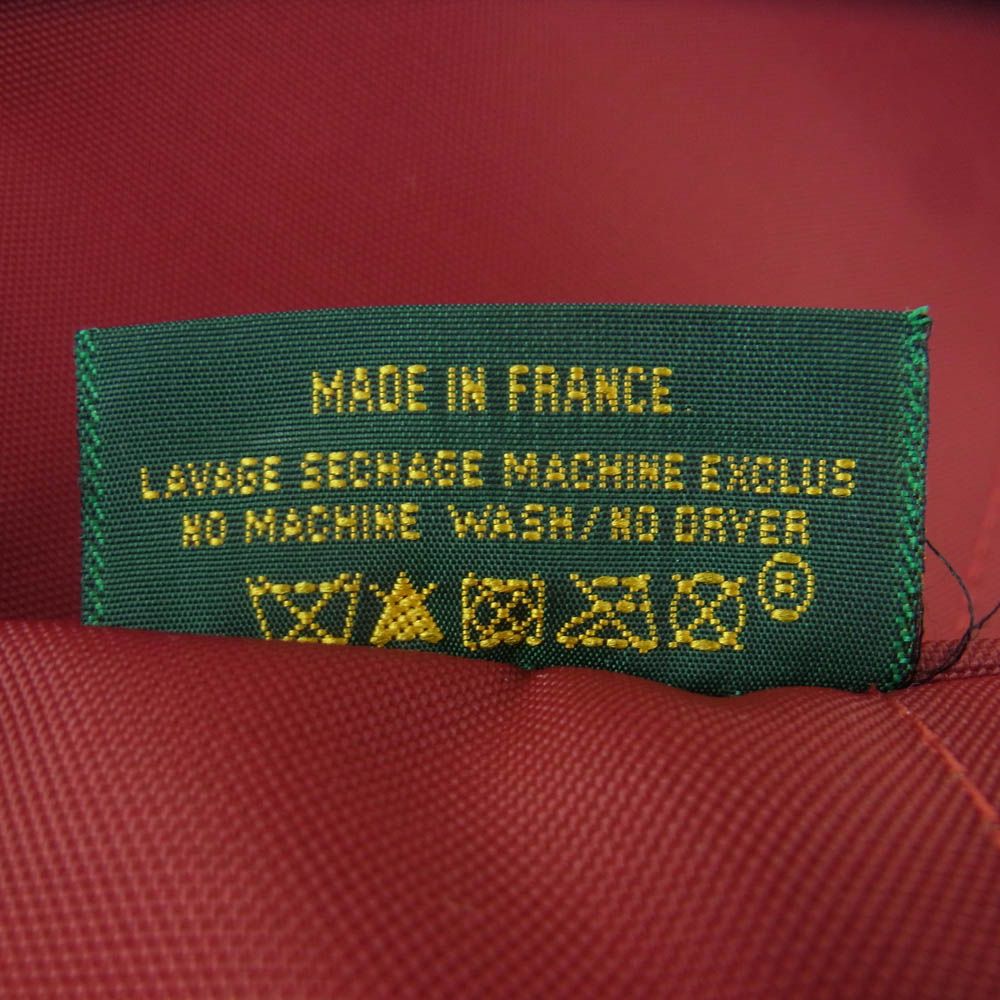 MADE IN FRANCE
LAVAGE SECHAGE MACHINE EXCLUS
NO MACHINE WASH/NO DRYER
®